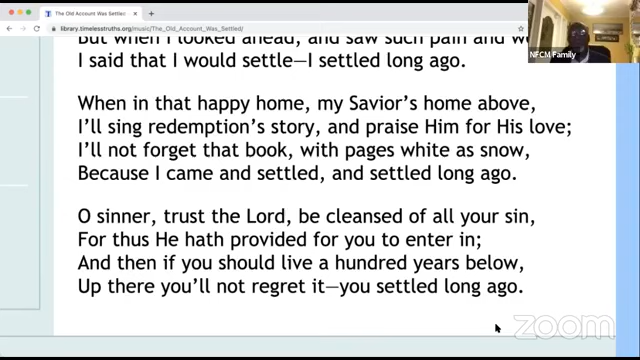 The Old Account Was Settled
library.timelesstruths.org/music/The_Old_Account_Was_Settled/
NFCM Family
But when I looked ahead, and saw such pain and
I said that I would settle—I settled long ago.
When in that happy home, my Savior's home above,
I'll sing redemption's story, and praise Him for His love;
I'll not forget that book, with pages white as snow,
Because I came and settled, and settled long ago.
O sinner, trust the Lord, be cleansed of all your sin,
For thus He hath provided for you to enter in;
And then if you should live a hundred years below,
Up there you'll not regret it—you settled long ago.
zoom